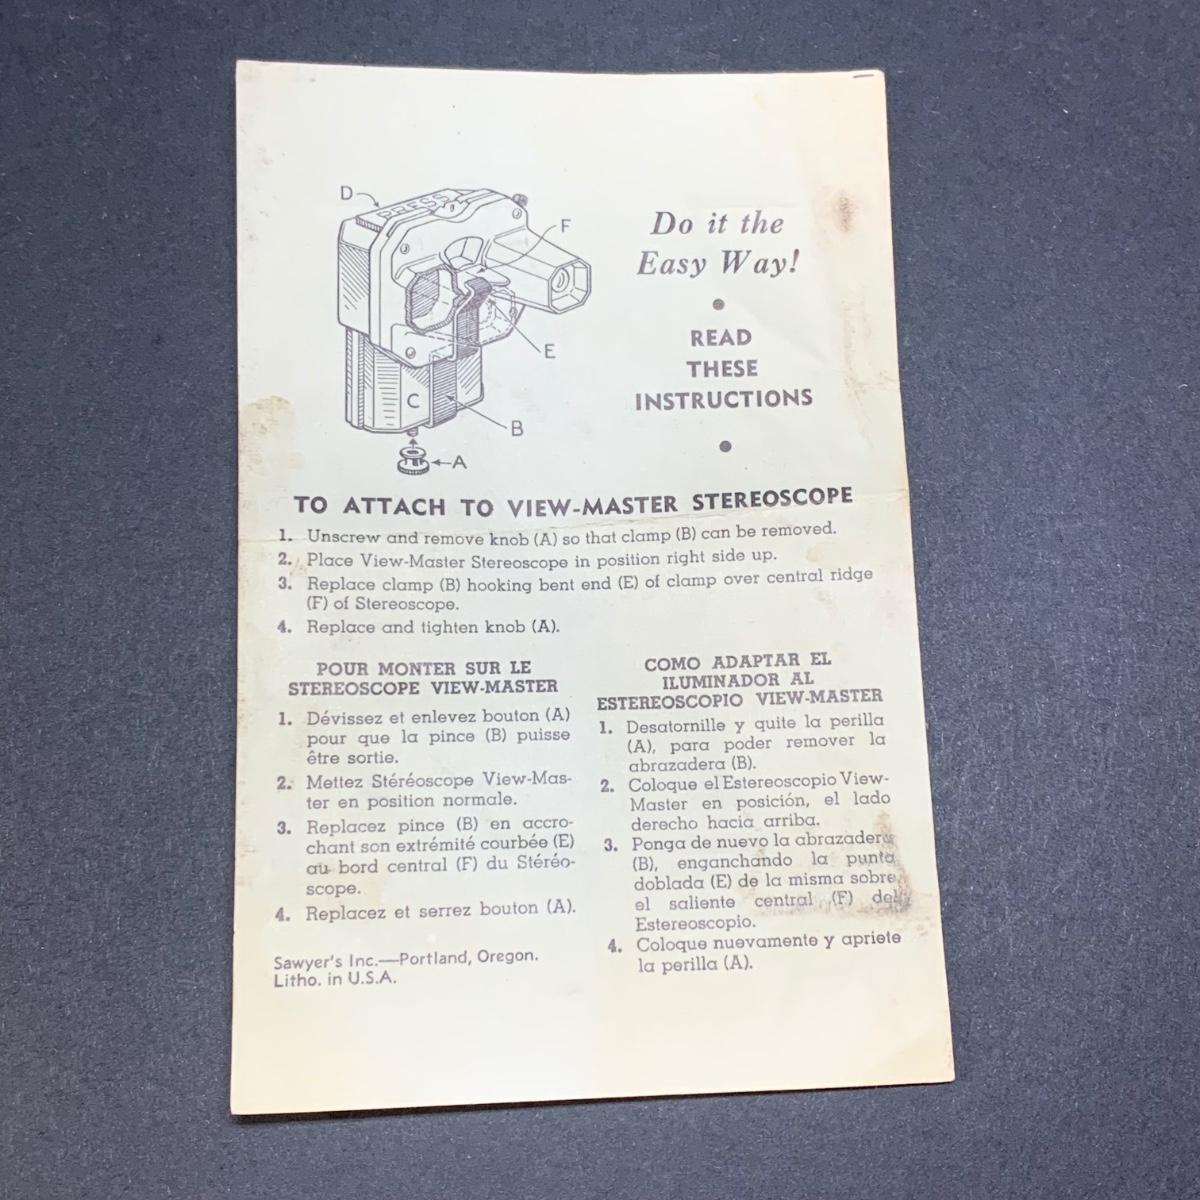 D
PRESS
F
E
C
B
A
Do it the
Easy Way!
READ
THESE
INSTRUCTIONS
TO ATTACH TO VIEW-MASTER STEREOSCOPE
1. Unscrew and remove knob (A) so that clamp (B) can be removed.
2. Place View-Master Stereoscope in position right side up.
3. Replace clamp (B) hooking bent end (E) of clamp over central ridge
(F) of Stereoscope.
4. Replace and tighten knob (A).
POUR MONTER SUR LE
STEREOSCOPE VIEW-MASTER
1. Dévissez et enlevez bouton (A)
pour que la pince (B) puisse
être sortie.
2. Mettez Stéréoscope View-Mas-
ter en position normale.
3. Replacez pince (B) en accro-
chant son extrémité courbée (E)
au bord central (F) du Stéréo-
scope.
4. Replacez et serrez bouton (A).
Sawyer's Inc.—Portland, Oregon.
Litho. in U.S.A.
COMO ADAPTAR EL
ILUMINADOR AL
ESTEREOSCOPIO VIEW-MASTER
1. Desatornille y quite la perilla
(A), para poder remover la
abrazadera (B).
2. Coloque el Estereoscopio View-
Master en posición, el lado
derecho hacia arriba.
3. Ponga de nuevo la abrazadera
(B), enganchando la punta
doblada (E) de la misma sobre
el saliente central (F) del
Estereoscopio.
4. Coloque nuevamente y apriete
la perilla (A).